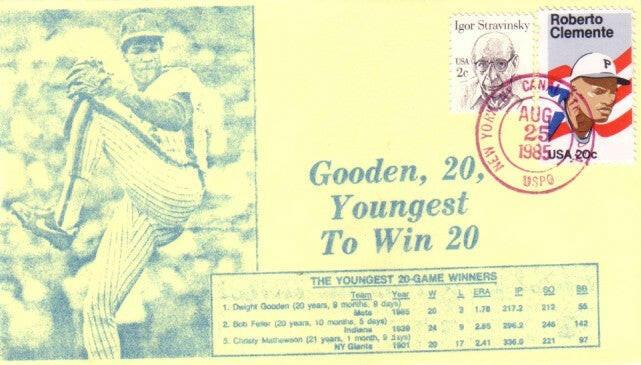 Igor Stravinsky
USA
2c
Roberto
Clemente
P
USA 20c
NEW YORK
CANAL
AUG
25
1985
USPO
Gooden, 20,
Youngest
To Win 20
THE YOUNGEST 20-GAME WINNERS
Team Year W L ERA IP SO BB
1. Dwight Gooden (20 years, 9 months, 9 days)
Mets 1985 20 3 1.78 217.2 212 55
2. Bob Feller (20 years, 10 months, 5 days)
Indians 1939 24 9 2.85 296.2 246 142
3. Christy Mathewson (21 years, 1 month, 9 days)
NY Giants 1901 20 17 2.41 336.0 221 97